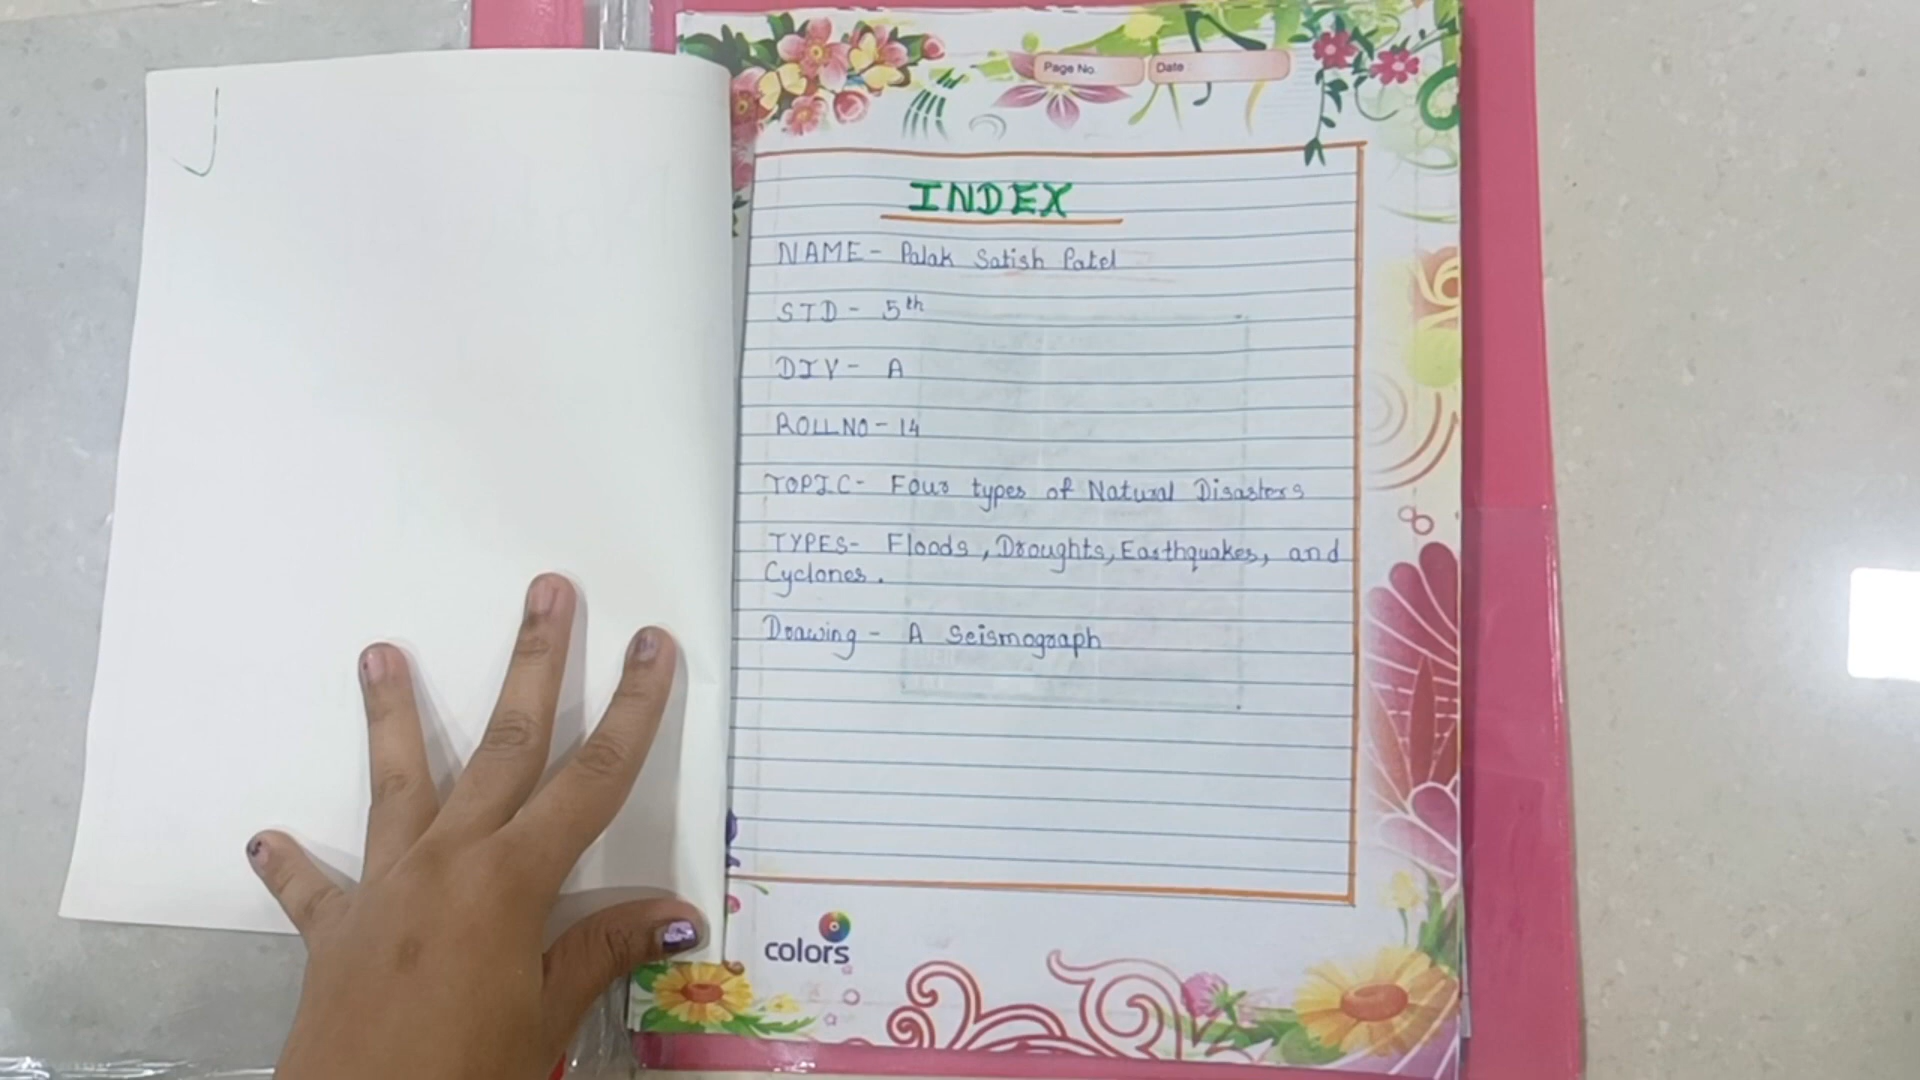 Page No. Date
INDEX
NAME - Palak Satish Patel
STD - 5th
DIV - A
ROLL NO - 14
TOPIC - Four types of Natural Disasters
TYPES - Floods, Droughts, Earthquakes, and
Cyclones.
Drawing - A Seismograph
colors